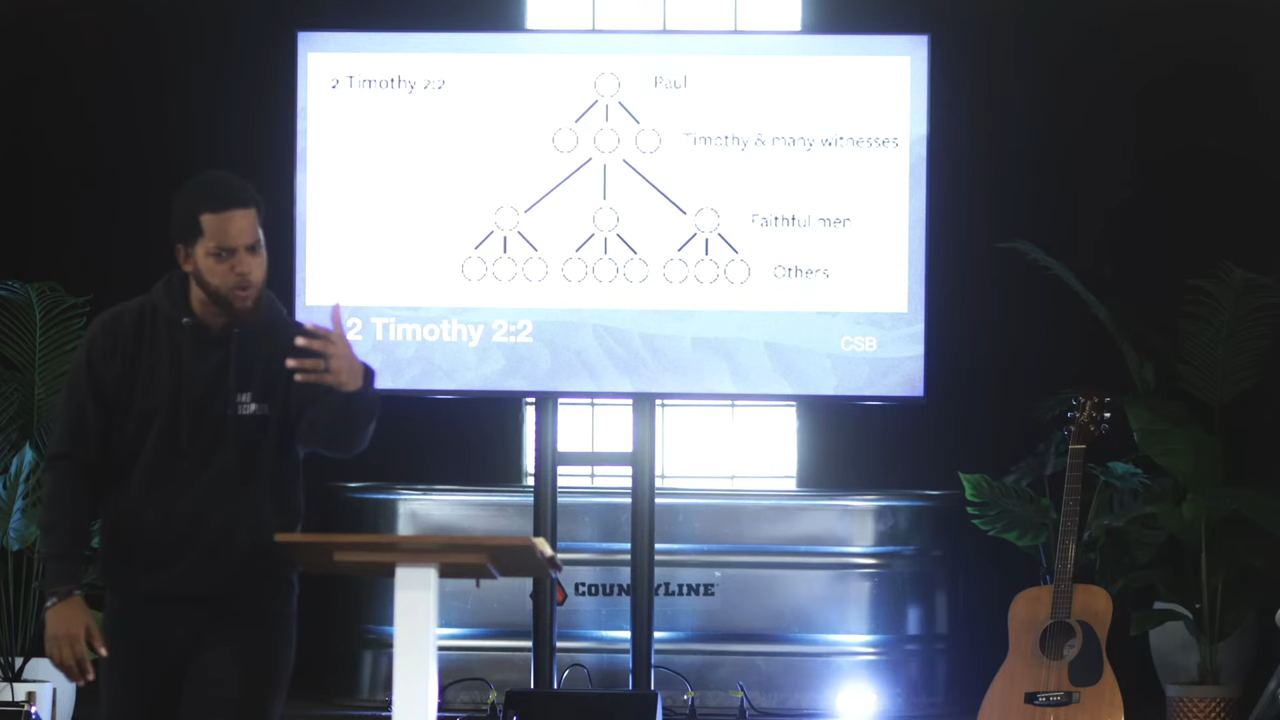 2 Timothy 2:2
Paul
Timothy & many witnesses
Faithful men
Others
2 Timothy 2:2
CSB
COUNTYLINE